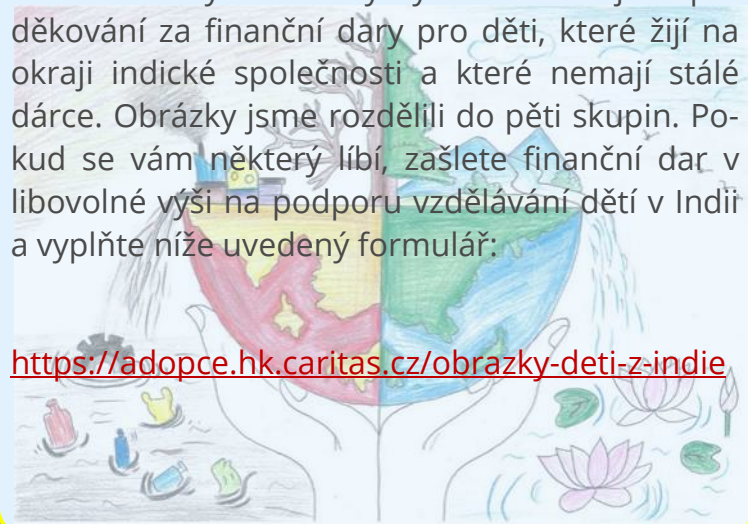 děkování za finanční dary pro děti, které žijí na
okraji indické společnosti a které nemají stálé
dárce. Obrázky jsme rozdělili do pěti skupin. Po-
kud se vám některý líbí, zašlete finanční dar v
libovolné výši na podporu vzdělávání dětí v Indii
a vyplňte níže uvedený formulář:
https://adopce.hk.caritas.cz/obrazky-deti-z-indie